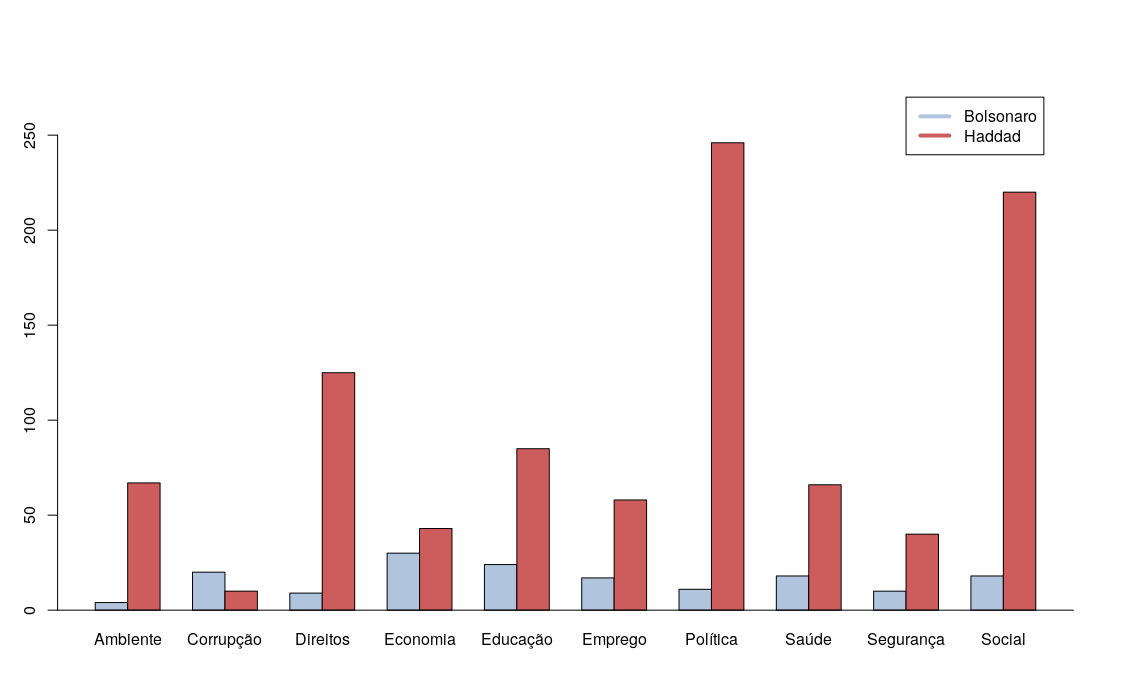 Bolsonaro
Haddad
250
200
150
100
50
0
Ambiente Corrupção Direitos Economia Educação Emprego Política Saúde Segurança Social